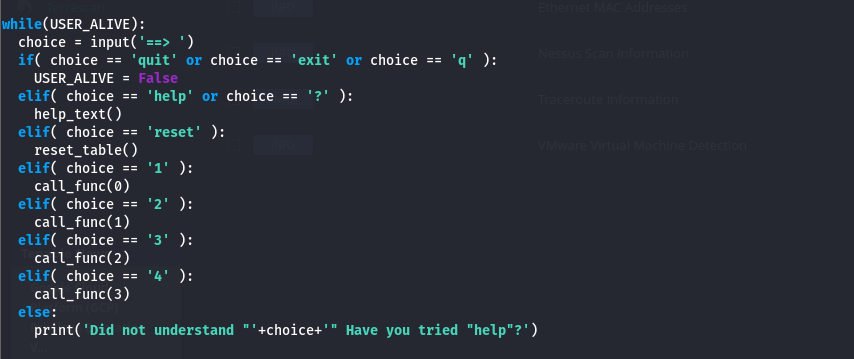 while(USER_ALIVE):
  choice = input('==> ')
  if( choice == 'quit' or choice == 'exit' or choice == 'q' ):
    USER_ALIVE = False
  elif( choice == 'help' or choice == '?' ):
    help_text()
  elif( choice == 'reset' ):
    reset_table()
  elif( choice == '1' ):
    call_func(0)
  elif( choice == '2' ):
    call_func(1)
  elif( choice == '3' ):
    call_func(2)
  elif( choice == '4' ):
    call_func(3)
  else:
    print('Did not understand "'+choice+'" Have you tried "help"?')
Ethernet MAC Addresses
Nessus Scan Information
Traceroute Information
VMware Virtual Machine Detection